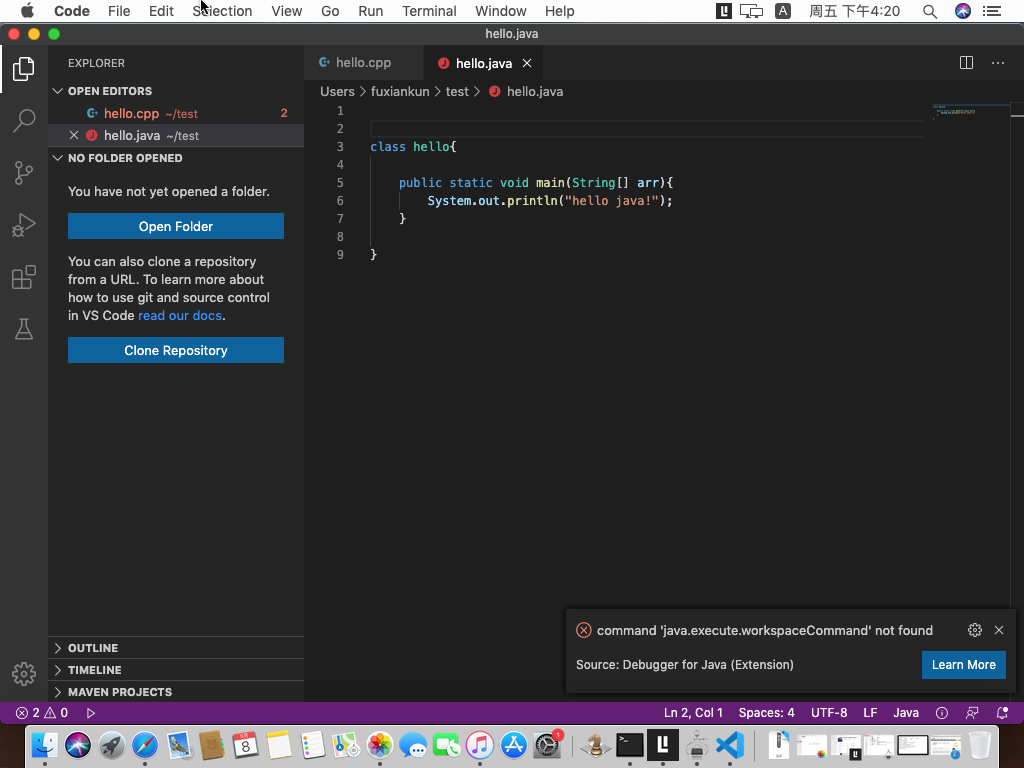 Code File Edit Selection View Go Run Terminal Window Help A 周五 下午4:20
hello.java
EXPLORER
OPEN EDITORS
hello.cpp ~/test 2
hello.java ~/test
NO FOLDER OPENED
You have not yet opened a folder.
Open Folder
You can also clone a repository
from a URL. To learn more about
how to use git and source control
in VS Code read our docs.
Clone Repository
OUTLINE
TIMELINE
MAVEN PROJECTS
hello.cpp hello.java
Users > fuxiankun > test > hello.java
1
2
3 class hello{
4
5 public static void main(String[] arr){
6 System.out.println("hello java!");
7 }
8
9 }
command 'java.execute.workspaceCommand' not found
Source: Debugger for Java (Extension)
Learn More
2 0 Ln 2, Col 1 Spaces: 4 UTF-8 LF Java
8
1